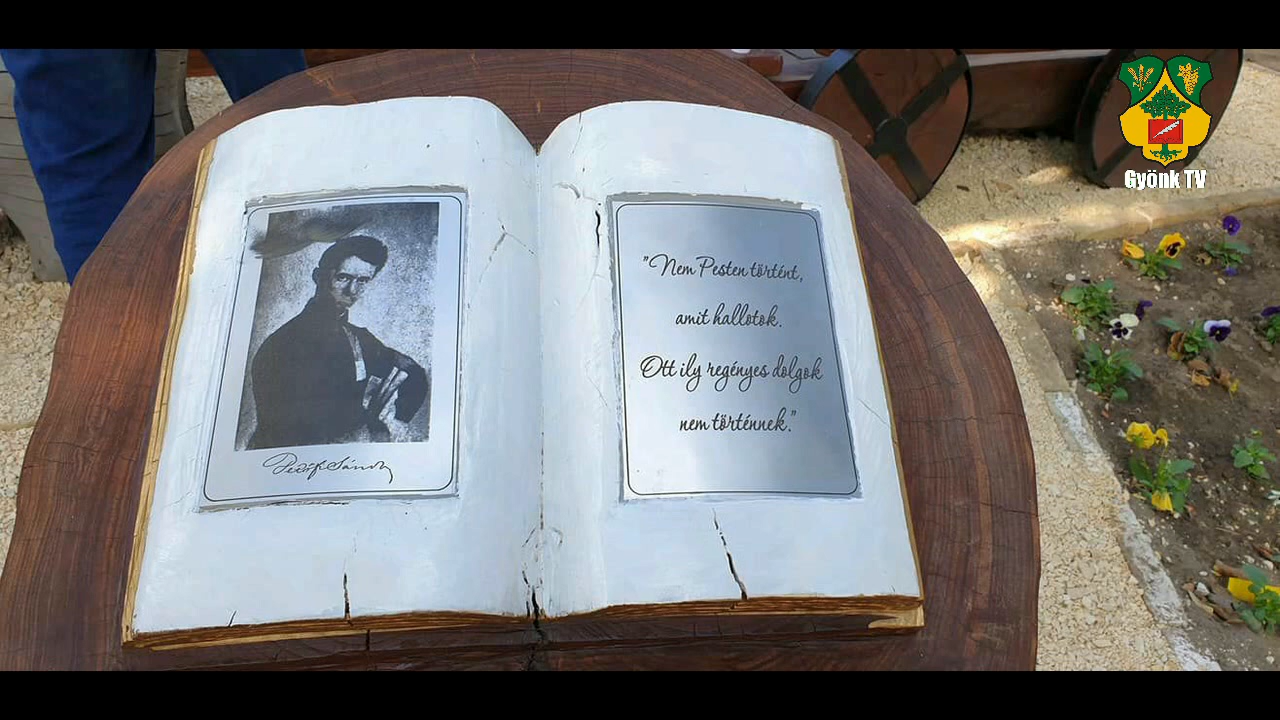 Gyönk TV
Petőfi Sándor
"Nem Pesten történt,
amit hallotok.
Ott ily regényes dolgok
nem történnek."